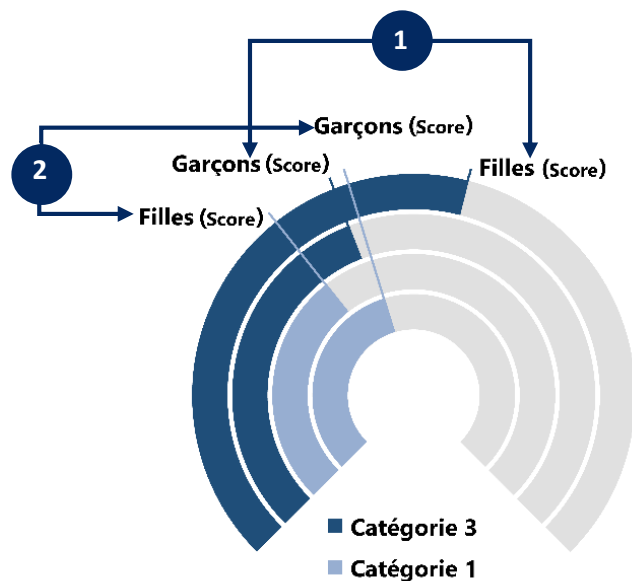 1
Garçons (Score)
Garçons (Score)
Filles (Score)
2
Filles (Score)
Catégorie 3
Catégorie 1